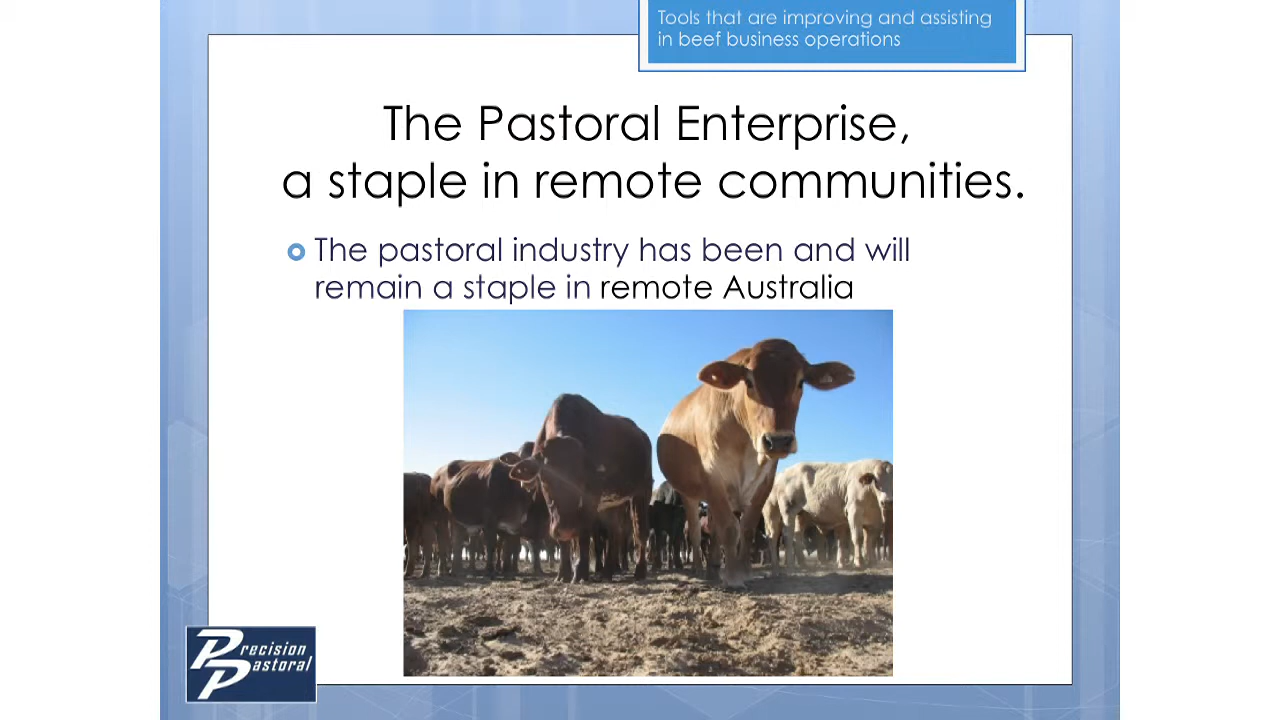 Tools that are improving and assisting
in beef business operations
The Pastoral Enterprise,
a staple in remote communities.
The pastoral industry has been and will
remain a staple in remote Australia
Precision
Pastoral